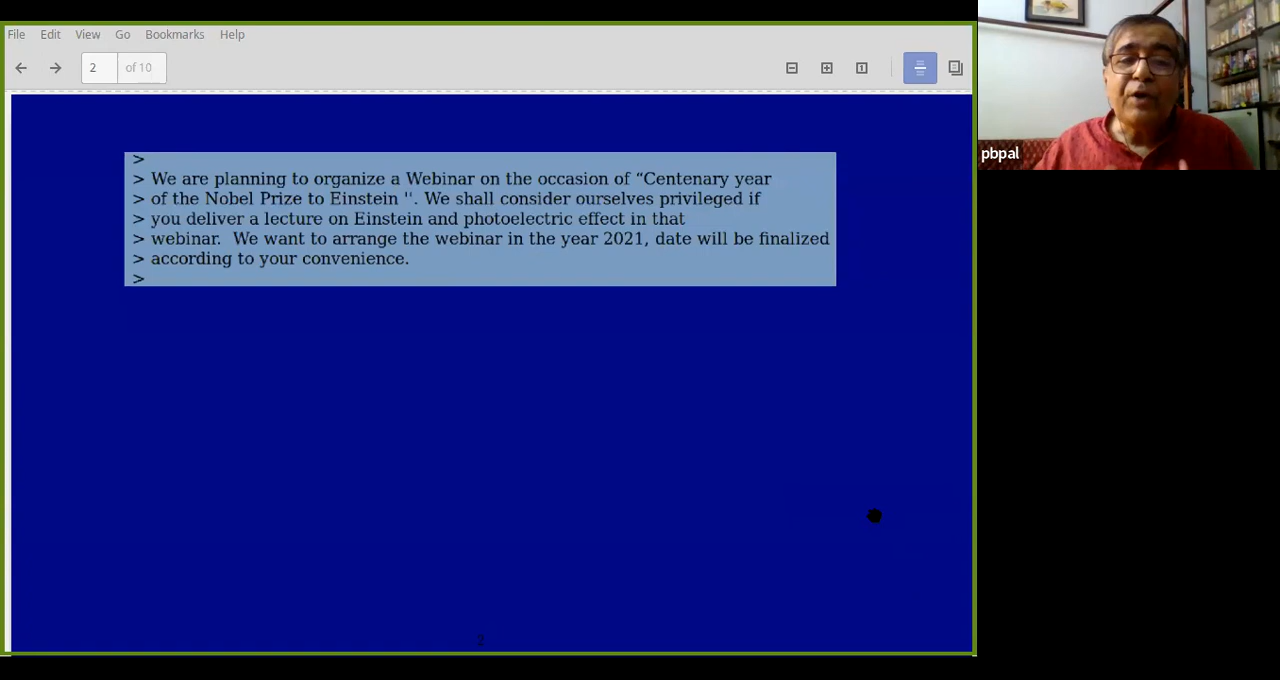 File Edit View Go Bookmarks Help
2 of 10
1
pbpal
>
> We are planning to organize a Webinar on the occasion of “Centenary year
> of the Nobel Prize to Einstein ''. We shall consider ourselves privileged if
> you deliver a lecture on Einstein and photoelectric effect in that
> webinar.  We want to arrange the webinar in the year 2021, date will be finalized
> according to your convenience.
>
2